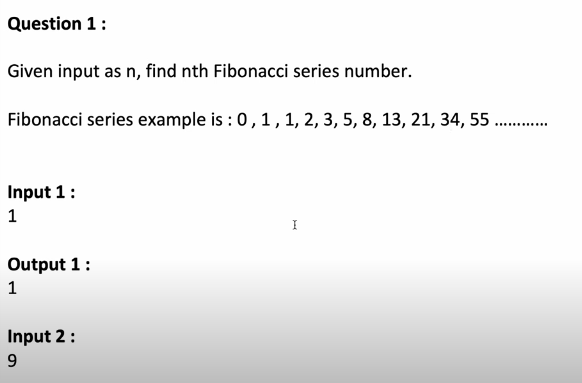 Question 1 :
Given input as n, find nth Fibonacci series number.
Fibonacci series example is : 0 , 1 , 1, 2, 3, 5, 8, 13, 21, 34, 55 ............
Input 1 :
1
Output 1 :
1
Input 2 :
9